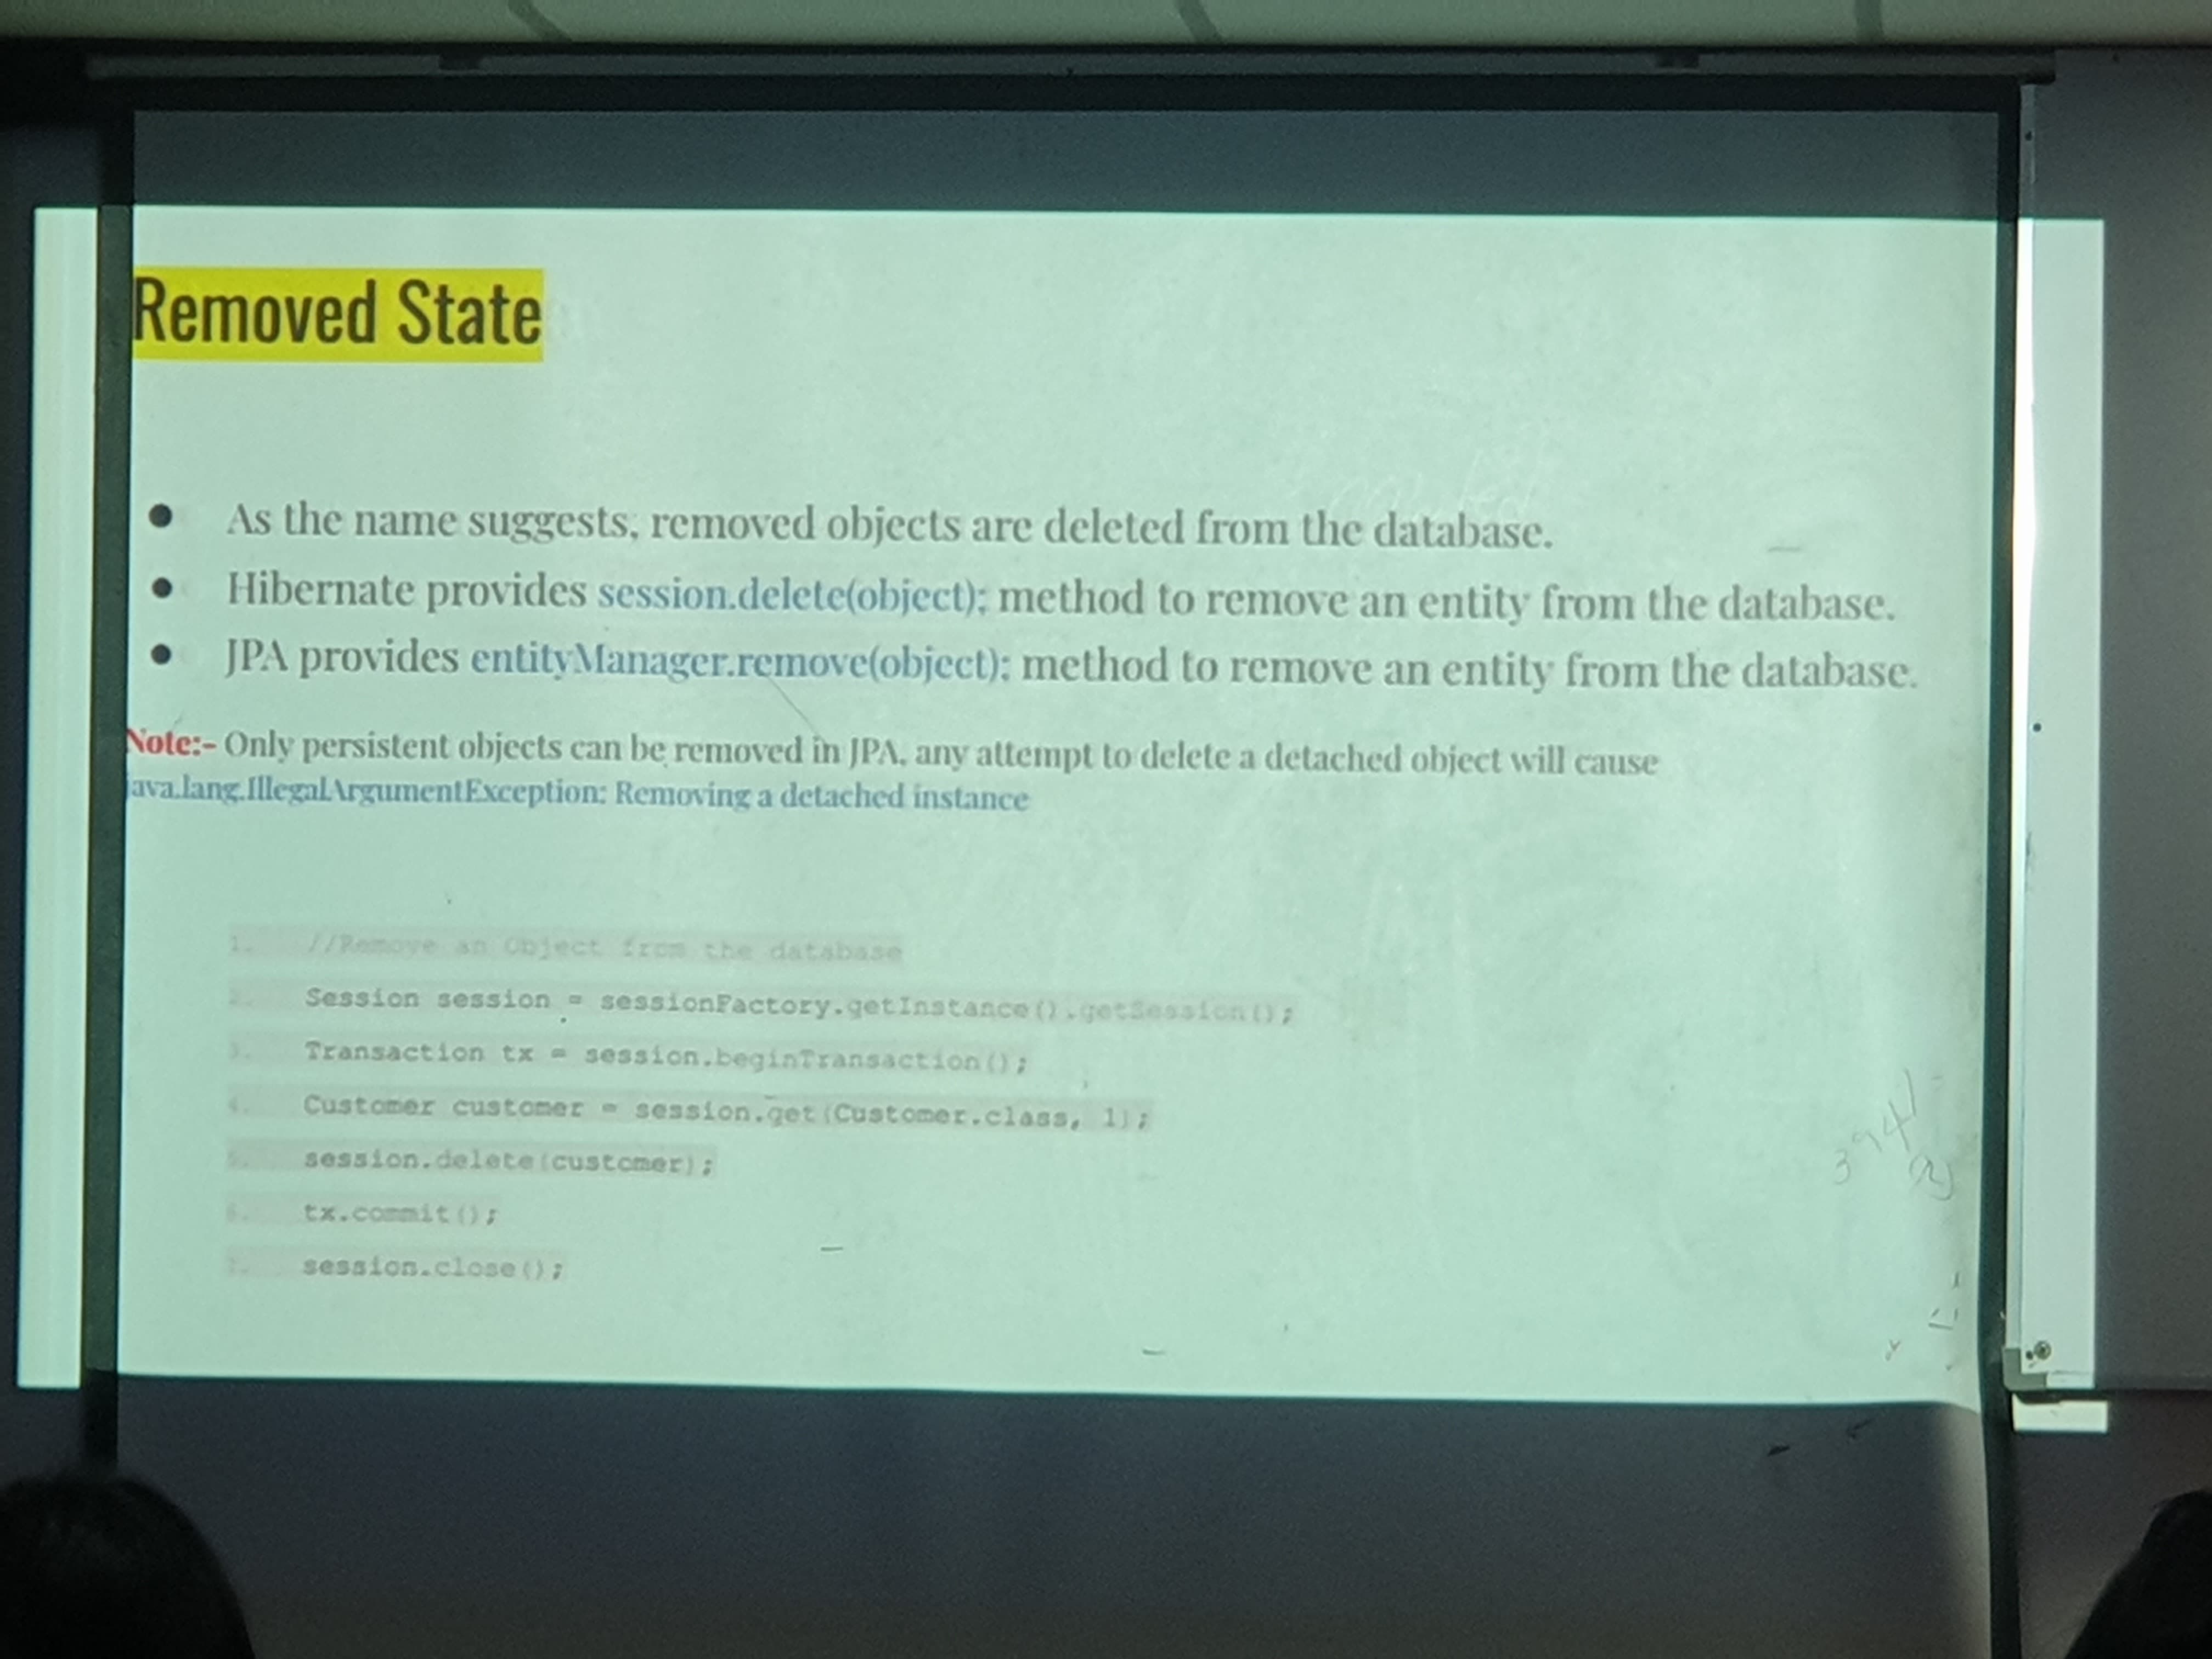 Removed State
● As the name suggests, removed objects are deleted from the database.
● Hibernate provides session.delete(object); method to remove an entity from the database.
● JPA provides entityManager.remove(object); method to remove an entity from the database.
Note:- Only persistent objects can be removed in JPA, any attempt to delete a detached object will cause
java.lang.IllegalArgumentException: Removing a detached instance
1. //Remove an Object from the database
2. Session session = sessionFactory.getInstance().getSession();
3. Transaction tx = session.beginTransaction();
4. Customer customer = session.get(Customer.class, 1);
5. session.delete(customer);
6. tx.commit();
7. session.close();